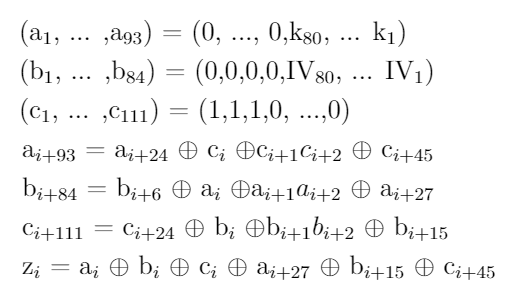 (a₁, ... ,a₉₃) = (0, ..., 0,k₈₀, ... k₁)
(b₁, ... ,b₈₄) = (0,0,0,0,IV₈₀, ... IV₁)
(c₁, ... ,c₁₁₁) = (1,1,1,0, ...,0)
aᵢ₊₉₃ = aᵢ₊₂₄ ⊕ cᵢ ⊕cᵢ₊₁cᵢ₊₂ ⊕ cᵢ₊₄₅
bᵢ₊₈₄ = bᵢ₊₆ ⊕ aᵢ ⊕aᵢ₊₁aᵢ₊₂ ⊕ aᵢ₊₂₇
cᵢ₊₁₁₁ = cᵢ₊₂₄ ⊕ bᵢ ⊕bᵢ₊₁bᵢ₊₂ ⊕ bᵢ₊₁₅
zᵢ = aᵢ ⊕ bᵢ ⊕ cᵢ ⊕ aᵢ₊₂₇ ⊕ bᵢ₊₁₅ ⊕ cᵢ₊₄₅